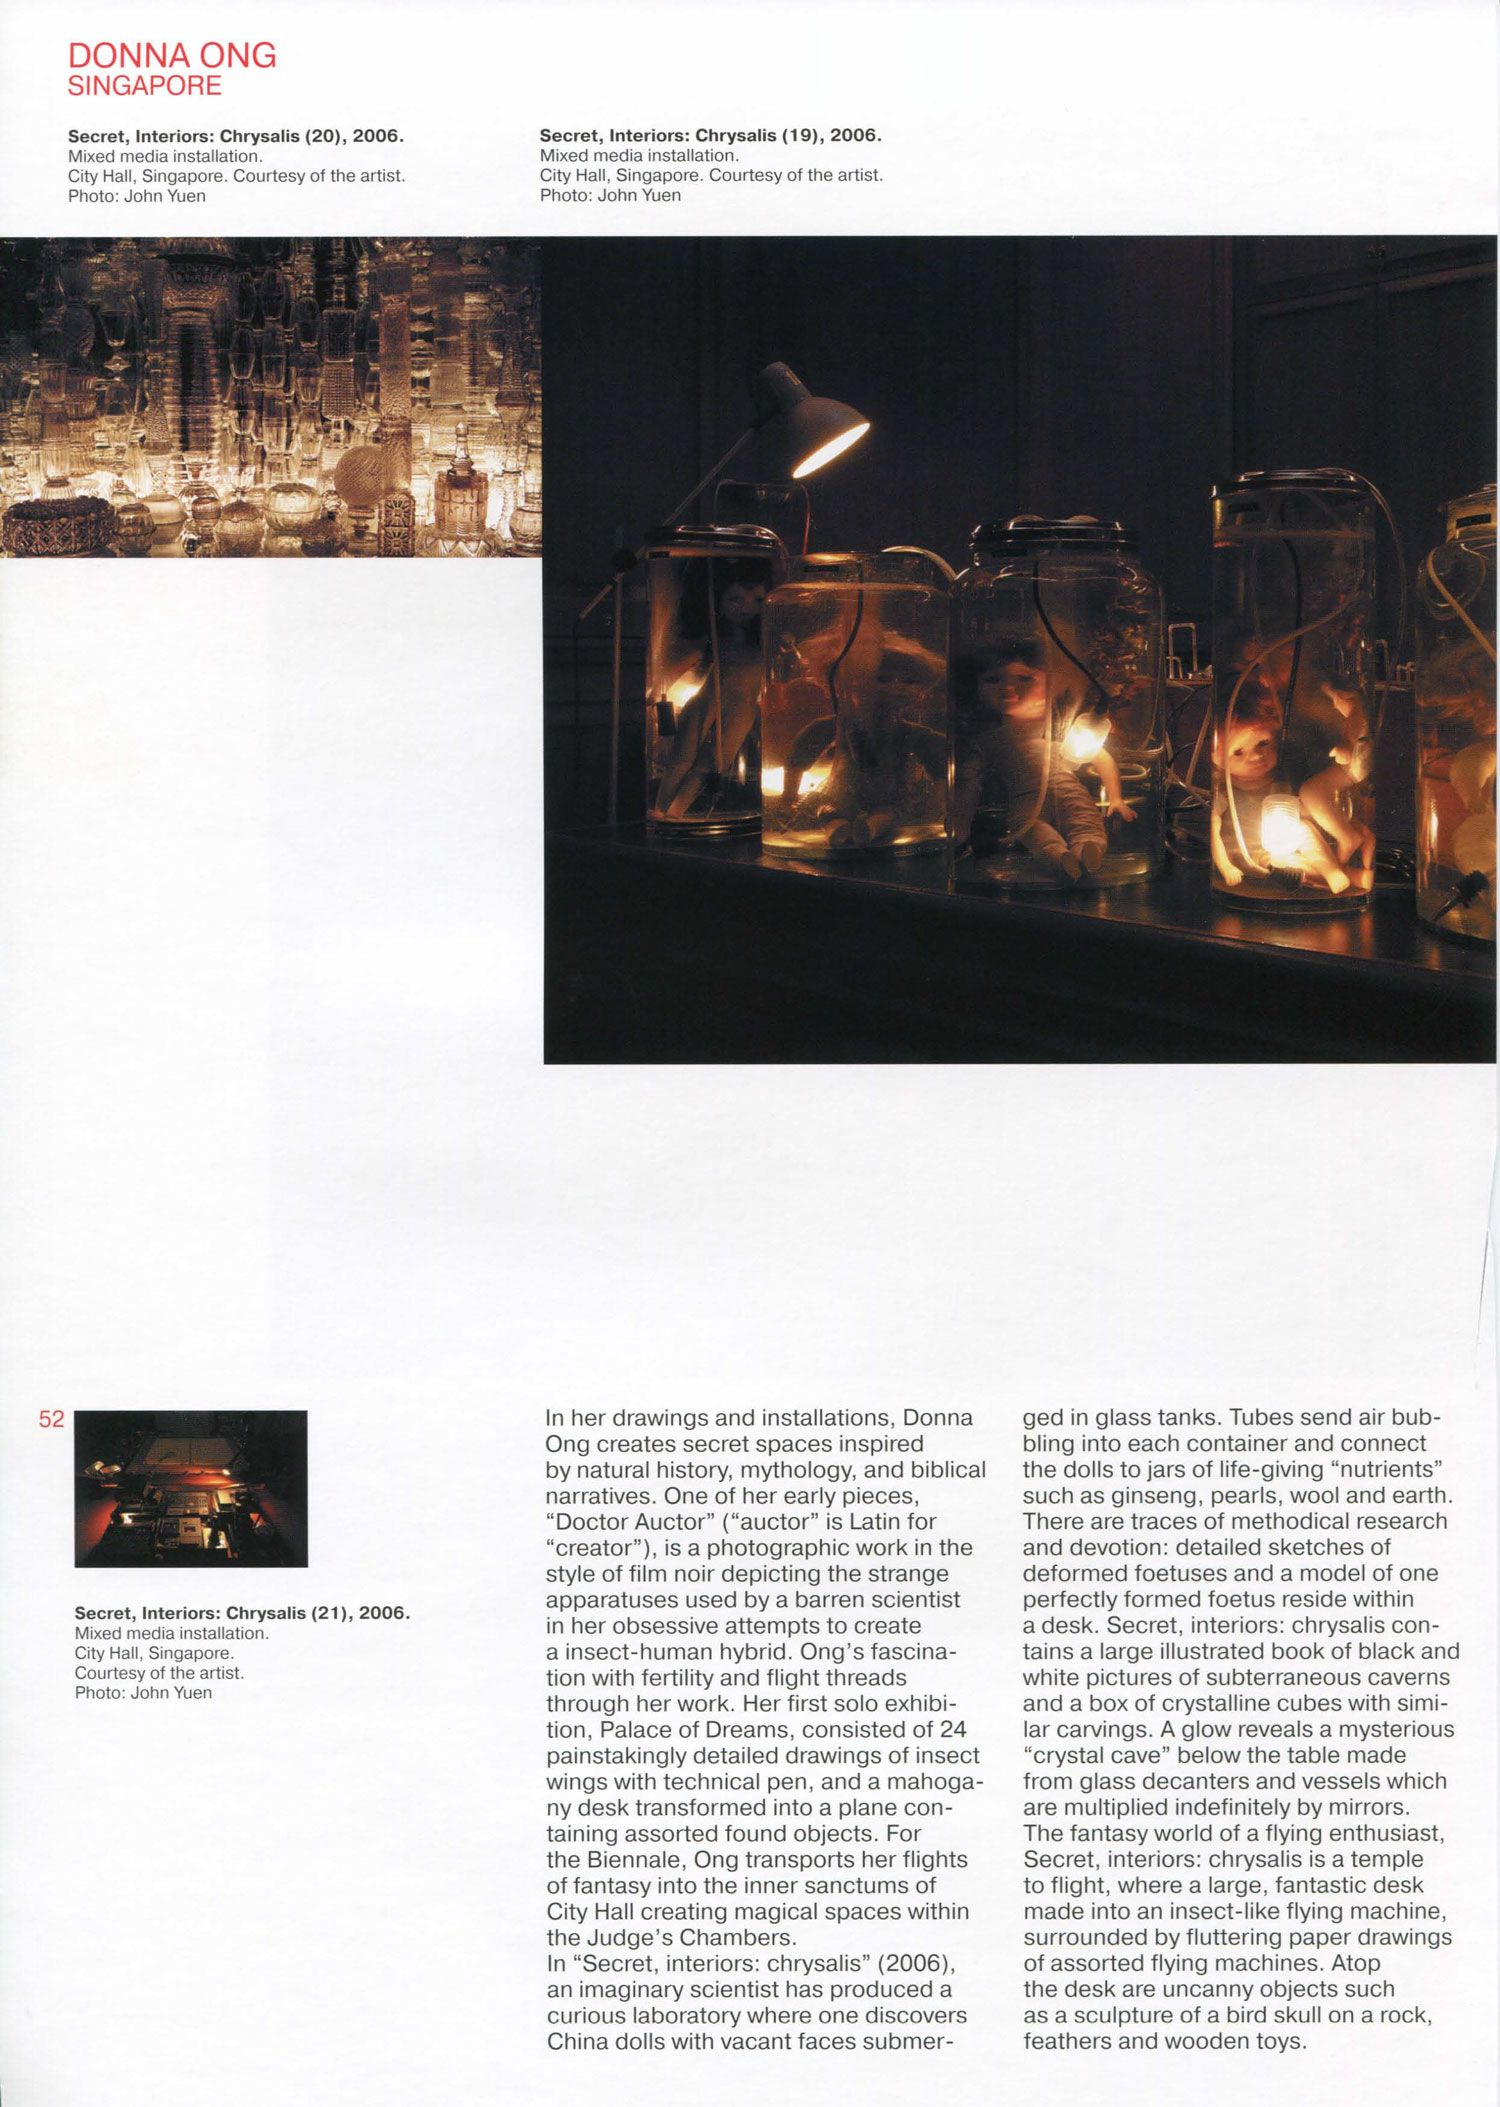 DONNA ONG
SINGAPORE
Secret, Interiors: Chrysalis (20), 2006.
Mixed media installation.
City Hall, Singapore. Courtesy of the artist.
Photo: John Yuen
Secret, Interiors: Chrysalis (19), 2006.
Mixed media installation.
City Hall, Singapore. Courtesy of the artist.
Photo: John Yuen
52
Secret, Interiors: Chrysalis (21), 2006.
Mixed media installation.
City Hall, Singapore.
Courtesy of the artist.
Photo: John Yuen
In her drawings and installations, Donna
Ong creates secret spaces inspired
by natural history, mythology, and biblical
narratives. One of her early pieces,
“Doctor Auctor” (“auctor” is Latin for
“creator”), is a photographic work in the
style of film noir depicting the strange
apparatuses used by a barren scientist
in her obsessive attempts to create
a insect-human hybrid. Ong’s fascina-
tion with fertility and flight threads
through her work. Her first solo exhibi-
tion, Palace of Dreams, consisted of 24
painstakingly detailed drawings of insect
wings with technical pen, and a mahoga-
ny desk transformed into a plane con-
taining assorted found objects. For
the Biennale, Ong transports her flights
of fantasy into the inner sanctums of
City Hall creating magical spaces within
the Judge’s Chambers.
In “Secret, interiors: chrysalis” (2006),
an imaginary scientist has produced a
curious laboratory where one discovers
China dolls with vacant faces submer-
ged in glass tanks. Tubes send air bub-
bling into each container and connect
the dolls to jars of life-giving “nutrients”
such as ginseng, pearls, wool and earth.
There are traces of methodical research
and devotion: detailed sketches of
deformed foetuses and a model of one
perfectly formed foetus reside within
a desk. Secret, interiors: chrysalis con-
tains a large illustrated book of black and
white pictures of subterraneous caverns
and a box of crystalline cubes with simi-
lar carvings. A glow reveals a mysterious
“crystal cave” below the table made
from glass decanters and vessels which
are multiplied indefinitely by mirrors.
The fantasy world of a flying enthusiast,
Secret, interiors: chrysalis is a temple
to flight, where a large, fantastic desk
made into an insect-like flying machine,
surrounded by fluttering paper drawings
of assorted flying machines. Atop
the desk are uncanny objects such
as a sculpture of a bird skull on a rock,
feathers and wooden toys.